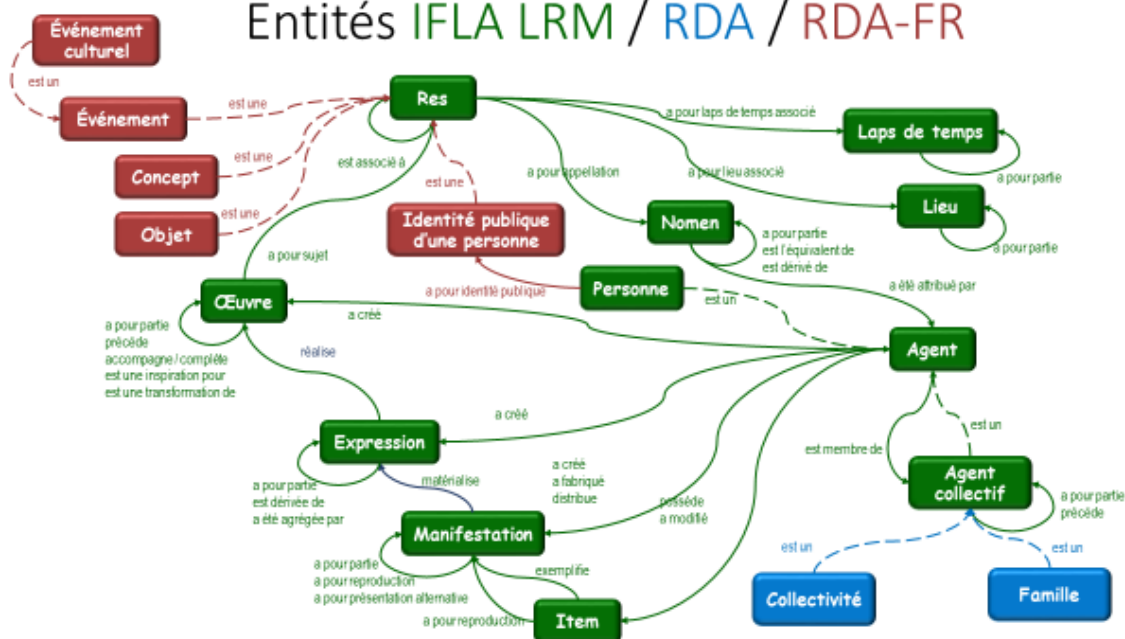 Entités IFLA LRM / RDA / RDA-FR
Événement
culturel
est un
Événement
est une
Res
a pour laps de temps associé
Laps de temps
a pour partie
Concept
est une
est associé à
est une
a pour appellation
a pour lieu associé
Lieu
a pour partie
Objet
est une
Identité publique
d'une personne
Nomen
a pour partie
est l'équivalent de
est dérivé de
a pour sujet
a pour identité publique
Personne
est un
a été attribué par
Œuvre
a créé
a pour partie
précède
accompagne / complète
est une inspiration pour
est une transformation de
réalise
Agent
a créé
est un
Expression
est membre de
a pour partie
est dérivée de
a été agrégée par
matérialise
a créé
a fabriqué
distribue
possède
a modifié
Agent
collectif
a pour partie
précède
Manifestation
a pour partie
a pour reproduction
a pour présentation alternative
exemplifie
est un
est un
a pour reproduction
Item
Collectivité
Famille